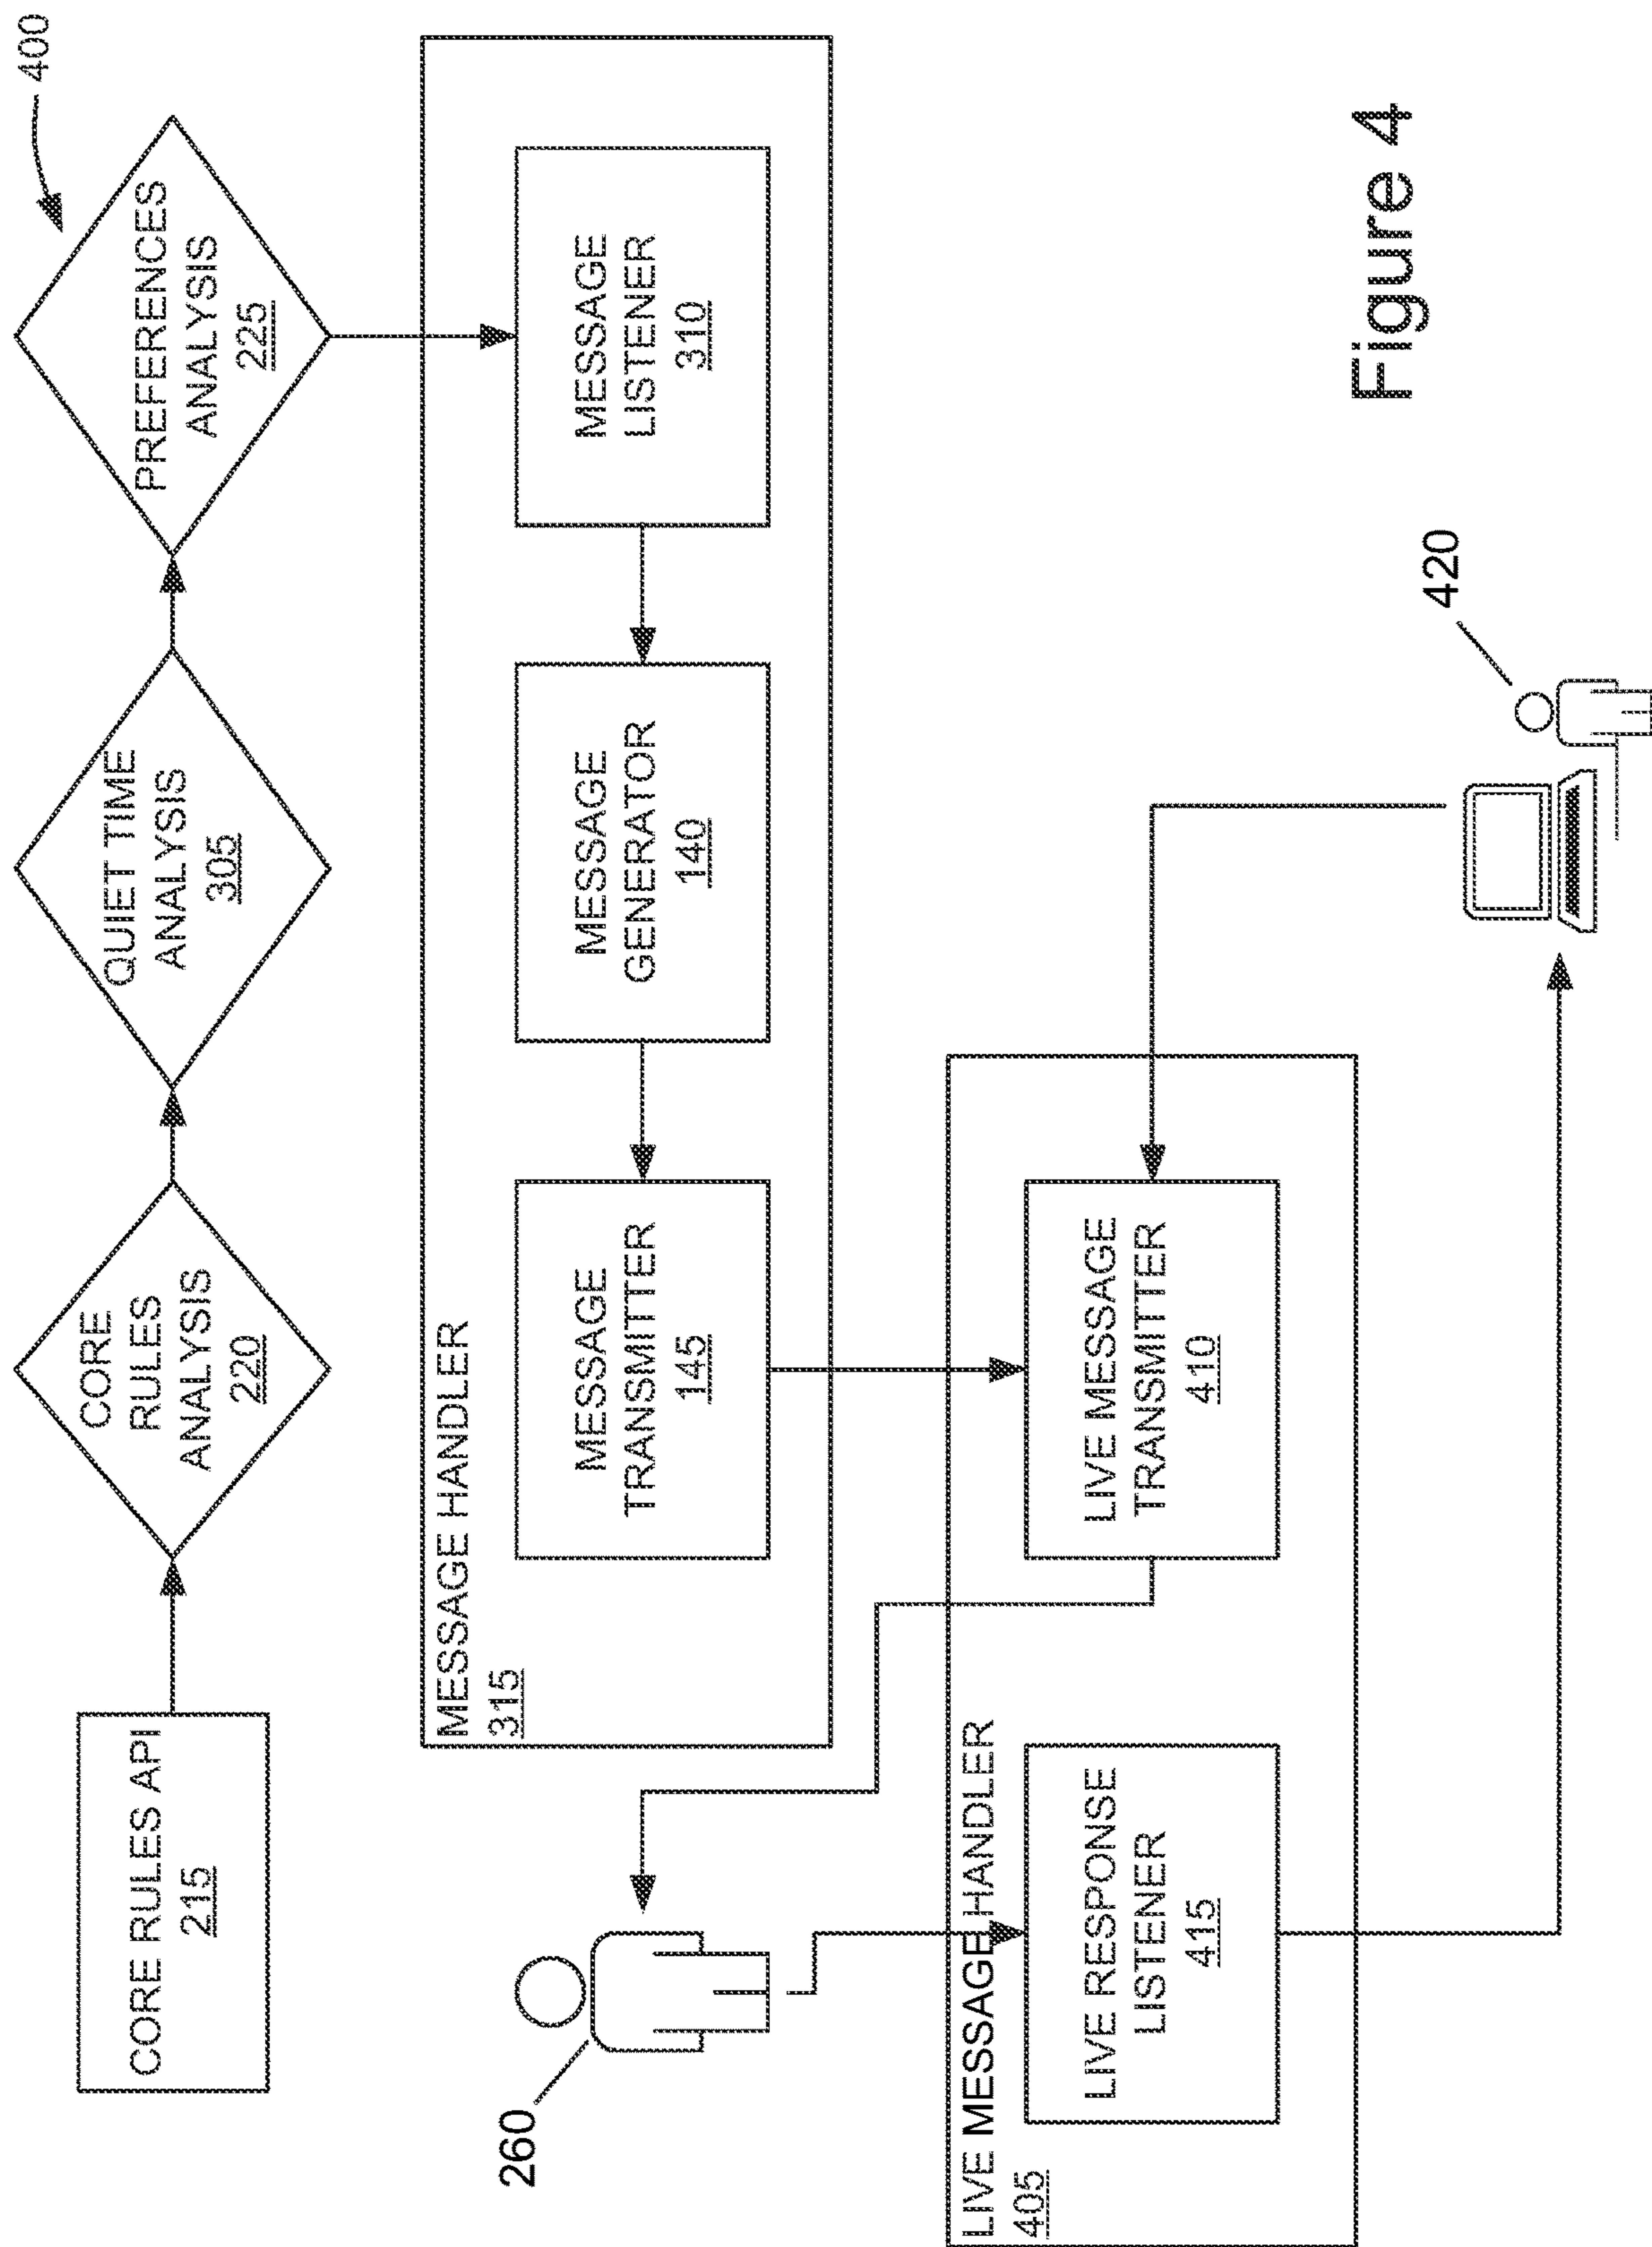 400
CORE RULES API
215
CORE
RULES
ANALYSIS
220
QUIET TIME
ANALYSIS
305
PREFERENCES
ANALYSIS
225
MESSAGE HANDLER
315
MESSAGE
TRANSMITTER
145
MESSAGE
GENERATOR
140
MESSAGE
LISTENER
310
260
LIVE MESSAGE HANDLER
405
LIVE RESPONSE
LISTENER
415
LIVE MESSAGE
TRANSMITTER
410
420
Figure 4